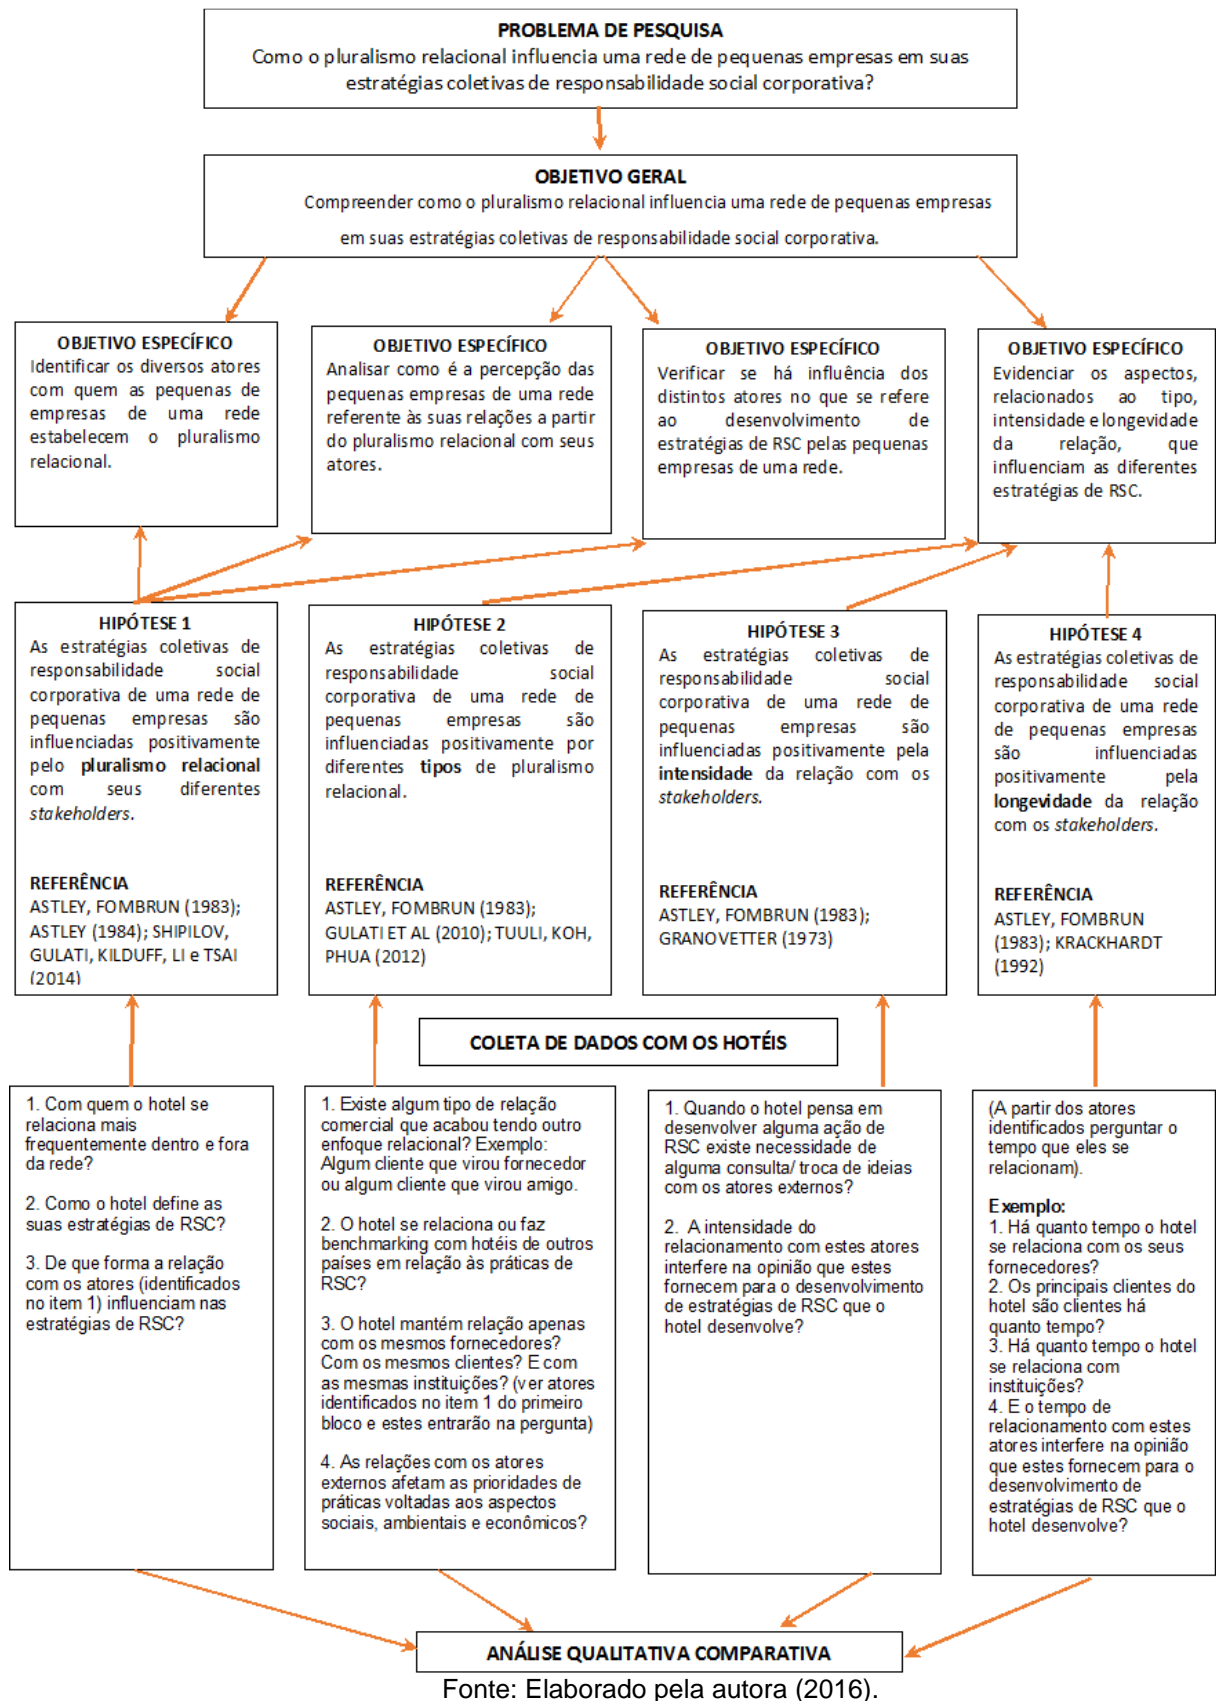 PROBLEMA DE PESQUISA
Como o pluralismo relacional influencia uma rede de pequenas empresas em suas
estratégias coletivas de responsabilidade social corporativa?
OBJETIVO GERAL
Compreender como o pluralismo relacional influencia uma rede de pequenas empresas
em suas estratégias coletivas de responsabilidade social corporativa.
OBJETIVO ESPECÍFICO
Identificar os diversos atores
com quem as pequenas de
empresas de uma rede
estabelecem o pluralismo
relacional.
OBJETIVO ESPECÍFICO
Analisar como é a percepção das
pequenas empresas de uma rede
referente às suas relações a partir
do pluralismo relacional com seus
atores.
OBJETIVO ESPECÍFICO
Verificar se há influência dos
distintos atores no que se refere
ao desenvolvimento de
estratégias de RSC pelas pequenas
empresas de uma rede.
OBJETIVO ESPECÍFICO
Evidenciar os aspectos,
relacionados ao tipo,
intensidade e longevidade
da relação, que
influenciam as diferentes
estratégias de RSC.
HIPÓTESE 1
As estratégias coletivas de
responsabilidade social
corporativa de uma rede de
pequenas empresas são
influenciadas positivamente
pelo pluralismo relacional
com seus diferentes
stakeholders.
REFERÊNCIA
ASTLEY, FOMBRUN (1983);
ASTLEY (1984); SHIPILOV,
GULATI, KILDUFF, LI e TSAI
(2014)
HIPÓTESE 2
As estratégias coletivas de
responsabilidade social
corporativa de uma rede de
pequenas empresas são
influenciadas positivamente por
diferentes tipos de pluralismo
relacional.
REFERÊNCIA
ASTLEY, FOMBRUN (1983);
GULATI ET AL (2010); TUULI, KOH,
PHUA (2012)
HIPÓTESE 3
As estratégias coletivas de
responsabilidade social
corporativa de uma rede de
pequenas empresas são
influenciadas positivamente pela
intensidade da relação com os
stakeholders.
REFERÊNCIA
ASTLEY, FOMBRUN (1983);
GRANOVETTER (1973)
HIPÓTESE 4
As estratégias coletivas de
responsabilidade social
corporativa de uma rede
de pequenas empresas
são influenciadas
positivamente pela
longevidade da relação
com os stakeholders.
REFERÊNCIA
ASTLEY, FOMBRUN
(1983); KRACKHARDT
(1992)
COLETA DE DADOS COM OS HOTÉIS
1. Com quem o hotel se
relaciona mais
frequentemente dentro e fora
da rede?
2. Como o hotel define as
suas estratégias de RSC?
3. De que forma a relação
com os atores (identificados
no item 1) influenciam nas
estratégias de RSC?
1. Existe algum tipo de relação
comercial que acabou tendo outro
enfoque relacional? Exemplo:
Algum cliente que virou fornecedor
ou algum cliente que virou amigo.
2. O hotel se relaciona ou faz
benchmarking com hotéis de outros
países em relação às práticas de
RSC?
3. O hotel mantém relação apenas
com os mesmos fornecedores?
Com os mesmos clientes? E com
as mesmas instituições? (ver atores
identificados no item 1 do primeiro
bloco e estes entrarão na pergunta)
4. As relações com os atores
externos afetam as prioridades de
práticas voltadas aos aspectos
sociais, ambientais e econômicos?
1. Quando o hotel pensa em
desenvolver alguma ação de
RSC existe necessidade de
alguma consulta/ troca de ideias
com os atores externos?
2. A intensidade do
relacionamento com estes atores
interfere na opinião que estes
fornecem para o desenvolvimento
de estratégias de RSC que o
hotel desenvolve?
(A partir dos atores
identificados perguntar o
tempo que eles se
relacionam).
Exemplo:
1. Há quanto tempo o hotel
se relaciona com os seus
fornecedores?
2. Os principais clientes do
hotel são clientes há
quanto tempo?
3. Há quanto tempo o hotel
se relaciona com
instituições?
4. E o tempo de
relacionamento com estes
atores interfere na opinião
que estes fornecem para o
desenvolvimento de
estratégias de RSC que o
hotel desenvolve?
ANÁLISE QUALITATIVA COMPARATIVA
Fonte: Elaborado pela autora (2016).